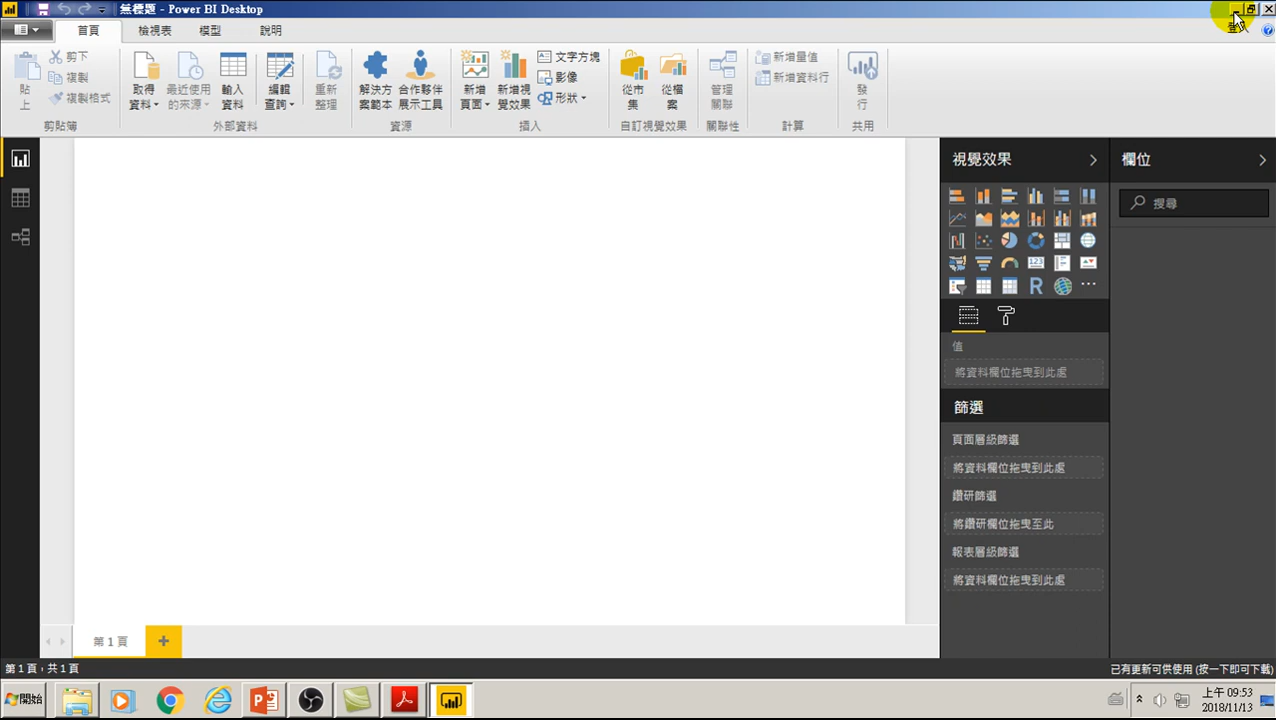 無標題 - Power BI Desktop
登入
首頁 檢視表 模型 說明
貼上
剪下
複製
複製格式
剪貼簿
取得資料
最近使用的來源
輸入資料
編輯查詢
重新整理
外部資料
解決方案範本
合作夥伴展示工具
資源
新增頁面
新增視覺效果
文字方塊
影像
形狀
插入
從市集
從檔案
自訂視覺效果
管理關聯
關聯性
新增量值
新增資料行
計算
發行
共用
視覺效果
123
R
值
將資料欄位拖曳到此處
篩選
頁面層級篩選
將資料欄位拖曳到此處
鑽研篩選
將鑽研欄位拖曳至此
報表層級篩選
將資料欄位拖曳到此處
欄位
搜尋
第 1 頁
第 1 頁，共 1 頁
已有更新可供使用 (按一下即可下載)
開始
上午 09:53
2018/11/13